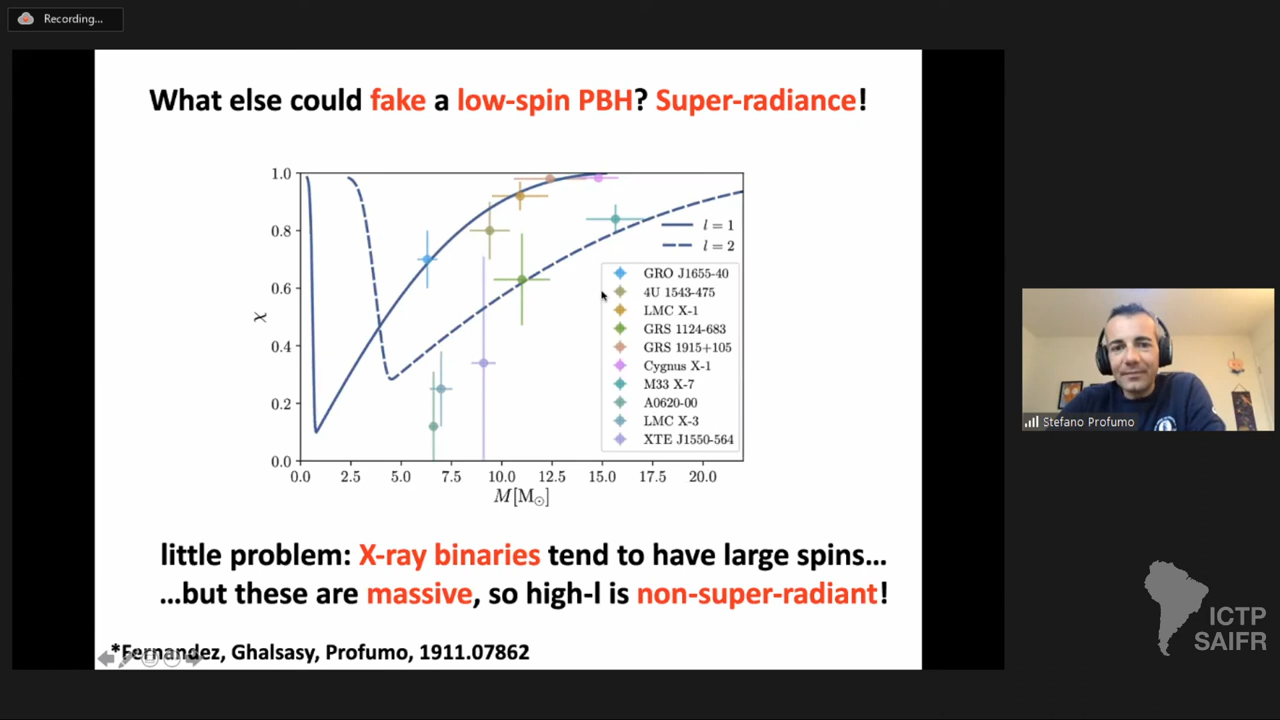 Recording...
What else could fake a low-spin PBH? Super-radiance!
1.0
0.8
0.6
0.4
0.2
0.0
χ
0.0 2.5 5.0 7.5 10.0 12.5 15.0 17.5 20.0
M[M☉]
l = 1
l = 2
GRO J1655-40
4U 1543-475
LMC X-1
GRS 1124-683
GRS 1915+105
Cygnus X-1
M33 X-7
A0620-00
LMC X-3
XTE J1550-564
little problem: X-ray binaries tend to have large spins...
...but these are massive, so high-l is non-super-radiant!
*Fernandez, Ghalsasy, Profumo, 1911.07862
Stefano Profumo
ICTP
SAIFR